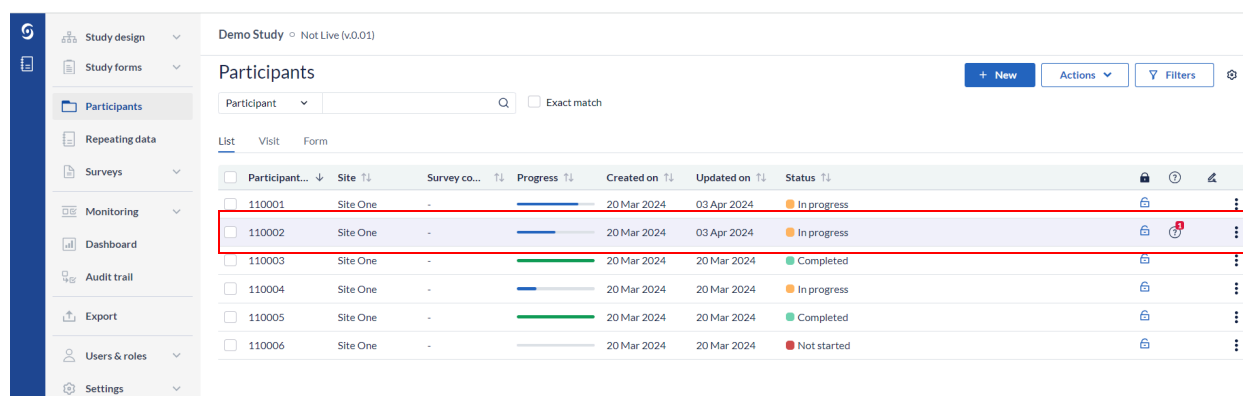 Study design
Study forms
Participants
Repeating data
Surveys
Monitoring
Dashboard
Audit trail
Export
Users & roles
Settings
Demo Study Not Live (v.0.01)
Participants
+ New Actions Filters
Participant Exact match
List Visit Form
Participant... Site Survey co... Progress Created on Updated on Status
110001 Site One - 20 Mar 2024 03 Apr 2024 In progress
110002 Site One - 20 Mar 2024 03 Apr 2024 In progress 1
110003 Site One - 20 Mar 2024 20 Mar 2024 Completed
110004 Site One - 20 Mar 2024 20 Mar 2024 In progress
110005 Site One - 20 Mar 2024 20 Mar 2024 Completed
110006 Site One - 20 Mar 2024 20 Mar 2024 Not started